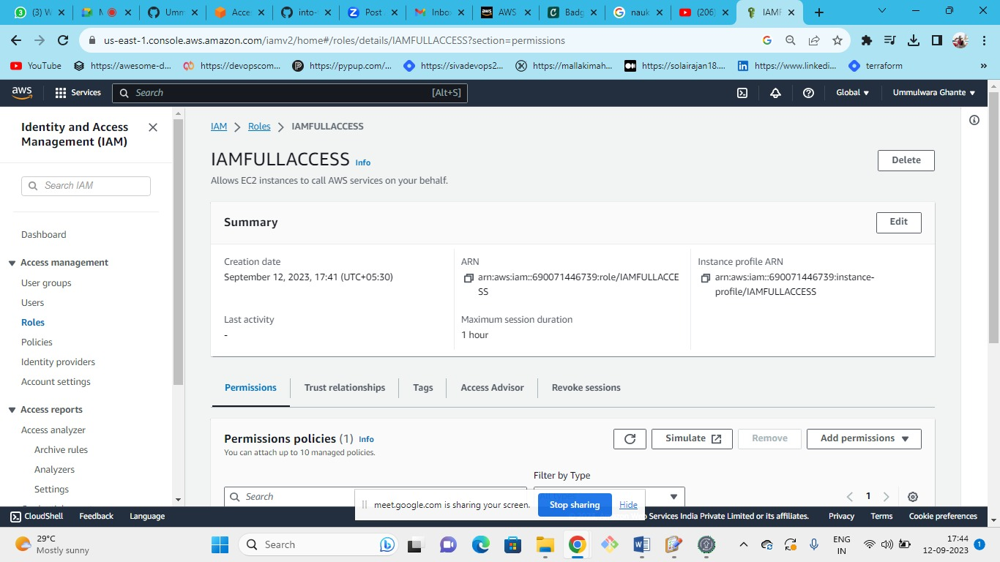 (3) W
M
Umm
Acce
into-
Post
Inbo
AWS
Badg
nauk
(206)
IAMF
us-east-1.console.aws.amazon.com/iamv2/home#/roles/details/IAMFULLACCESS?section=permissions
YouTube
https://awesome-d...
https://devopscom...
https://pypup.com/...
https://sivadevops2...
https://mallakimah...
https://solairajan18....
https://www.linkedi...
terraform
aws
Services
Search
[Alt+S]
Global
Ummulwara Ghante
Identity and Access
Management (IAM)
Search IAM
Dashboard
Access management
User groups
Users
Roles
Policies
Identity providers
Account settings
Access reports
Access analyzer
Archive rules
Analyzers
Settings
IAM > Roles > IAMFULLACCESS
IAMFULLACCESS Info
Delete
Allows EC2 instances to call AWS services on your behalf.
Summary
Edit
Creation date
September 12, 2023, 17:41 (UTC+05:30)
ARN
arn:aws:iam::690071446739:role/IAMFULLACCE
SS
Instance profile ARN
arn:aws:iam::690071446739:instance-
profile/IAMFULLACCESS
Last activity
-
Maximum session duration
1 hour
Permissions
Trust relationships
Tags
Access Advisor
Revoke sessions
Permissions policies (1) Info
You can attach up to 10 managed policies.
Simulate
Remove
Add permissions
Filter by Type
Search
1
meet.google.com is sharing your screen.
Stop sharing
Hide
CloudShell
Feedback
Language
Services India Private Limited or its affiliates.
Privacy
Terms
Cookie preferences
29°C
Mostly sunny
Search
ENG
IN
17:44
12-09-2023
1